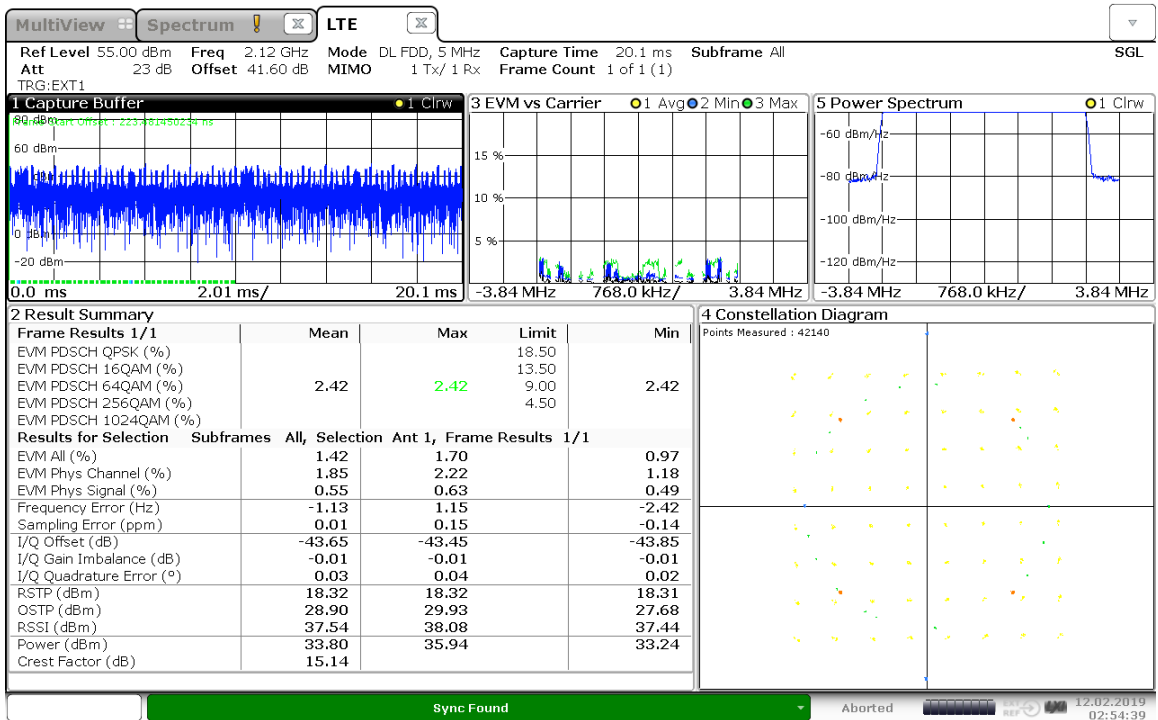 MultiView Spectrum LTE
Ref Level 55.00 dBm Freq 2.12 GHz Mode DL FDD, 5 MHz Capture Time 20.1 ms Subframe All SGL
Att 23 dB Offset 41.60 dB MIMO 1 Tx/ 1 Rx Frame Count 1 of 1 (1)
TRG:EXT1
1 Capture Buffer 1 Clrw
80 dBm
Frame Start Offset : 223.481450234 ns
60 dBm
0 dBm
-20 dBm
0.0 ms 2.01 ms/ 20.1 ms
3 EVM vs Carrier 1 Avg 2 Min 3 Max
15 %
10 %
5 %
-3.84 MHz 768.0 kHz/ 3.84 MHz
5 Power Spectrum 1 Clrw
-60 dBm/Hz
-80 dBm/Hz
-100 dBm/Hz
-120 dBm/Hz
-3.84 MHz 768.0 kHz/ 3.84 MHz
2 Result Summary
Frame Results 1/1 Mean Max Limit Min
EVM PDSCH QPSK (%) 18.50
EVM PDSCH 16QAM (%) 13.50
EVM PDSCH 64QAM (%) 2.42 2.42 9.00 2.42
EVM PDSCH 256QAM (%) 4.50
EVM PDSCH 1024QAM (%)
Results for Selection Subframes All, Selection Ant 1, Frame Results 1/1
EVM All (%) 1.42 1.70 0.97
EVM Phys Channel (%) 1.85 2.22 1.18
EVM Phys Signal (%) 0.55 0.63 0.49
Frequency Error (Hz) -1.13 1.15 -2.42
Sampling Error (ppm) 0.01 0.15 -0.14
I/Q Offset (dB) -43.65 -43.45 -43.85
I/Q Gain Imbalance (dB) -0.01 -0.01 -0.01
I/Q Quadrature Error (°) 0.03 0.04 0.02
RSTP (dBm) 18.32 18.32 18.31
OSTP (dBm) 28.90 29.93 27.68
RSSI (dBm) 37.54 38.08 37.44
Power (dBm) 33.80 35.94 33.24
Crest Factor (dB) 15.14
4 Constellation Diagram
Points Measured : 42140
Sync Found
Aborted
EXT
REF
12.02.2019
02:54:39